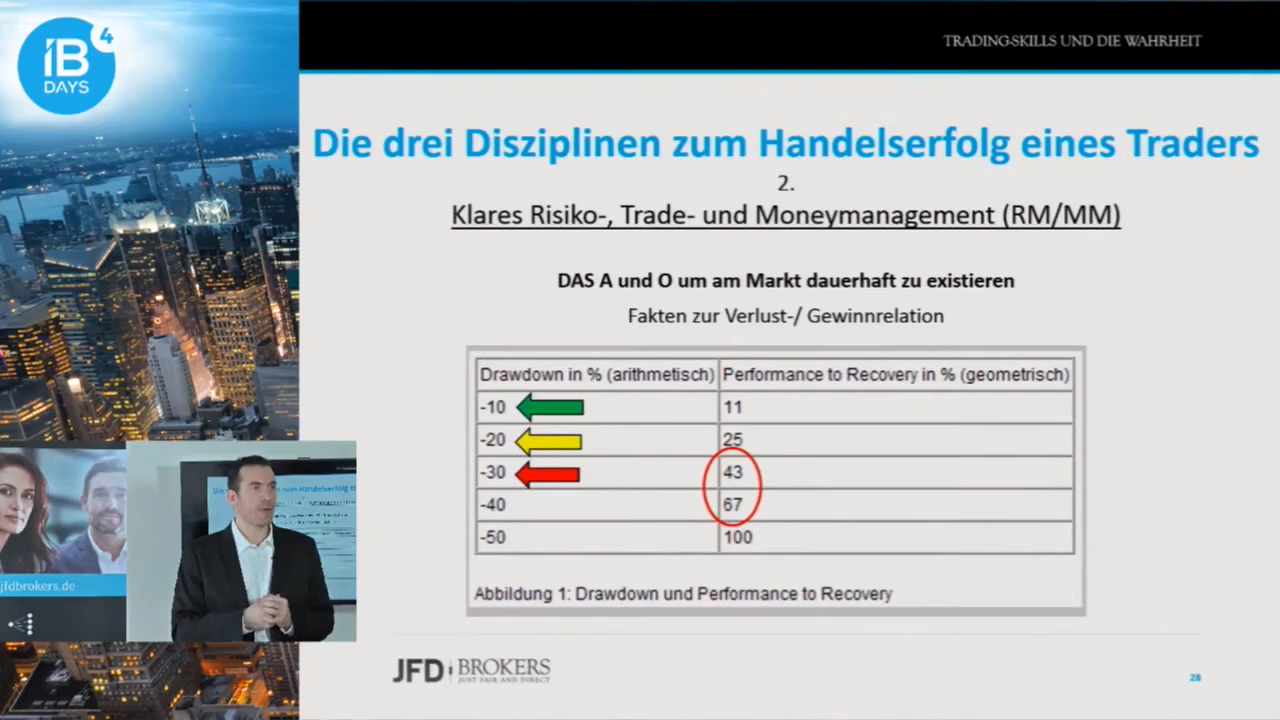 4
iB
DAYS
TRADING-SKILLS UND DIE WAHRHEIT
Die drei Disziplinen zum Handelserfolg eines Traders
2.
Klares Risiko-, Trade- und Moneymanagement (RM/MM)
DAS A und O um am Markt dauerhaft zu existieren
Fakten zur Verlust-/ Gewinnrelation
Drawdown in % (arithmetisch) Performance to Recovery in % (geometrisch)
-10 11
-20 25
-30 43
-40 67
-50 100
Abbildung 1: Drawdown und Performance to Recovery
jfdbrokers.de
JFD BROKERS
JUST FAIR AND DIRECT
28